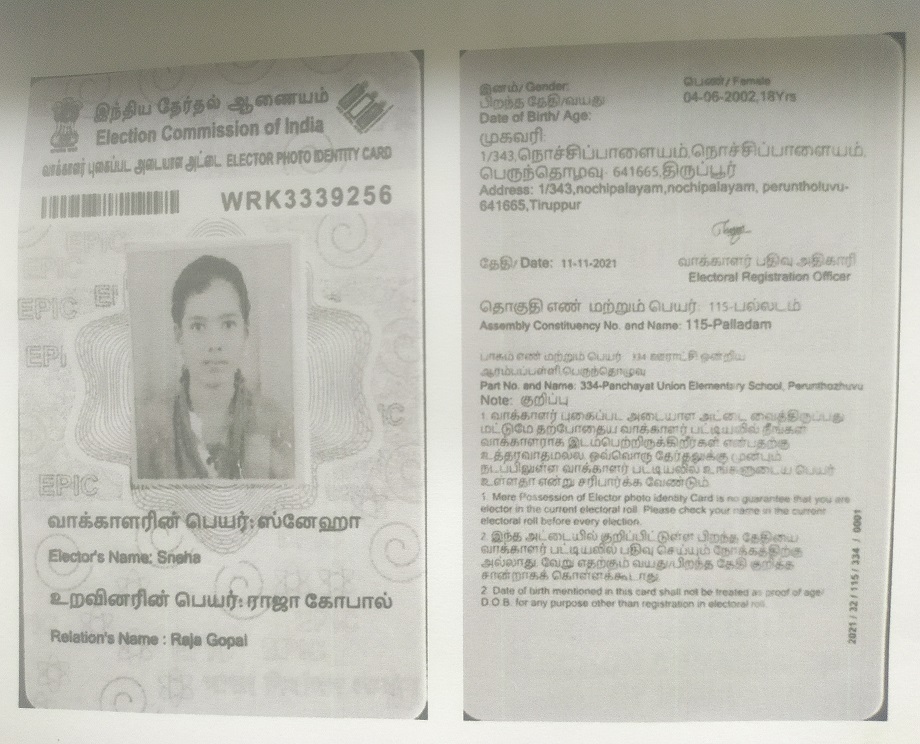 இந்திய தேர்தல் ஆணையம்
Election Commission of India
வாக்காளர் புகைப்பட அடையாள அட்டை ELECTOR PHOTO IDENTITY CARD
WRK3339256
EPIC
EPIC
EPIC
வாக்காளரின் பெயர்: ஸ்னேஹா
Elector's Name: Sneha
உறவினரின் பெயர்: ராஜா கோபால்
Relation's Name : Raja Gopal
இனம்/ Gender: பெண்/ Female
பிறந்த தேதி/வயது 04-06-2002,18Yrs
Date of Birth/ Age:
முகவரி:
1/343,நொச்சிப்பாளையம்,நொச்சிப்பாளையம்,
பெருந்தொழவு- 641665,திருப்பூர்
Address: 1/343,nochipalayam,nochipalayam, peruntholuvu-
641665,Tiruppur
தேதி/ Date: 11-11-2021
வாக்காளர் பதிவு அதிகாரி
Electoral Registration Officer
தொகுதி எண் மற்றும் பெயர்: 115-பல்லடம்
Assembly Constituency No. and Name: 115-Palladam
பாகம் எண் மற்றும் பெயர் 334 ஊராட்சி ஒன்றிய
பெருந்தொழவு
Part No. and Name: 334-Panchayat Union Elementary School, Perunthozhuvu
Note: குறிப்பு
1. வாக்காளர் புகைப்பட அடையாள அட்டை வைத்திருப்பது
மட்டுமே தற்போதைய வாக்காளர் பட்டியலில் நீங்கள்
வாக்காளராக இடம்பெற்றிருக்கிறீர்கள் என்பதற்கு
உத்தரவாதமல்ல. ஒவ்வொரு தேர்தலுக்கு முன்பும்
நடப்பிலுள்ள வாக்காளர் பட்டியலில் உங்களுடைய பெயர்
உள்ளதா என்று சரிபார்க்க வேண்டும்.
1. Mere Possession of Elector photo identity Card is no guarantee that you are
elector in the current electoral roll. Please check your name in the current
electoral roll before every election.
2. இந்த அட்டையில் குறிப்பிட்டுள்ள பிறந்த தேதியை
வாக்காளர் பட்டியலில் பதிவு செய்யும் நோக்கத்திற்கு
அல்லாது வேறு எதற்கும் வயது/பிறந்த தேதி குறித்த
சான்றாகக் கொள்ளக்கூடாது.
2. Date of birth mentioned in this card shall not be treated as proof of age/
D.O.B. for any purpose other than registration in electoral roll.
2021 / 32 / 115 / 334 / 0001